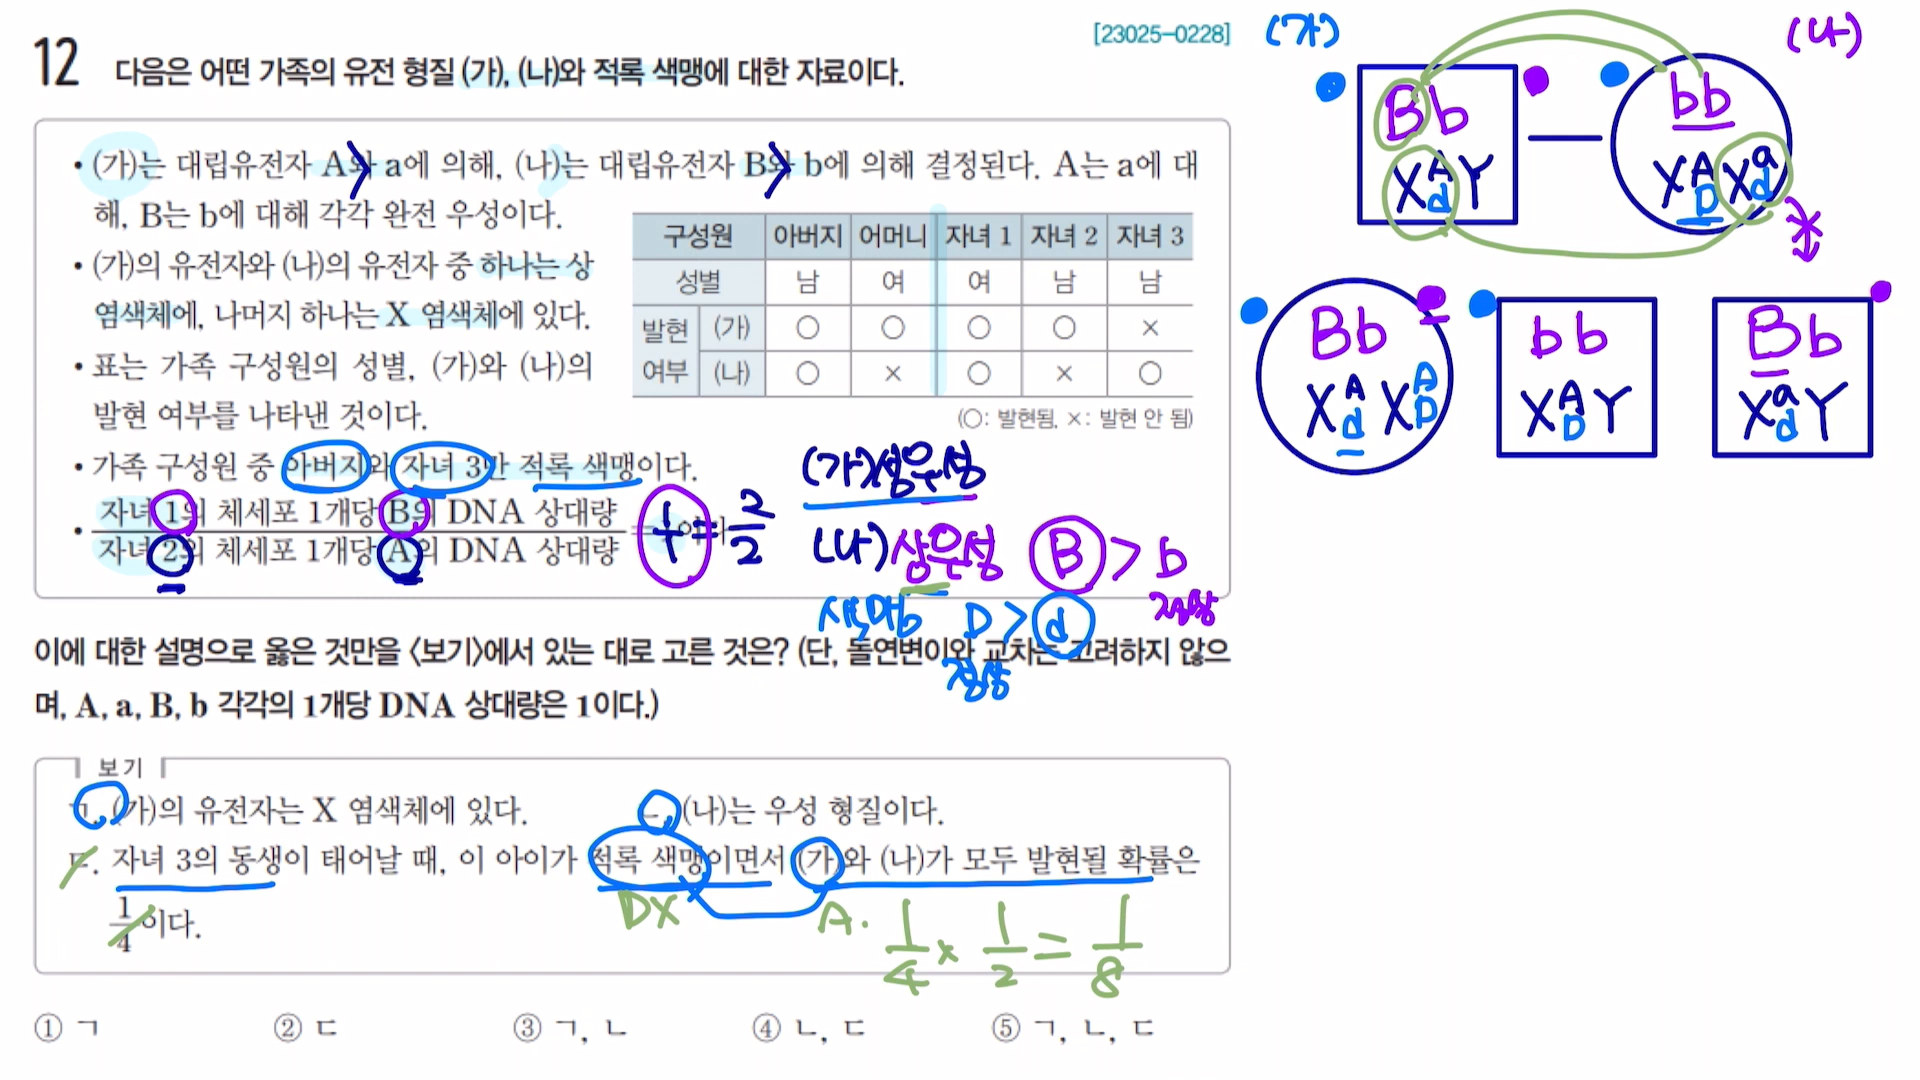 [23025-0228]
12 다음은 어떤 가족의 유전 형질 (가), (나)와 적록 색맹에 대한 자료이다.
• (가)는 대립유전자 A와 a에 의해, (나)는 대립유전자 B와 b에 의해 결정된다. A는 a에 대
해, B는 b에 대해 각각 완전 우성이다.
• (가)의 유전자와 (나)의 유전자 중 하나는 상
염색체에, 나머지 하나는 X 염색체에 있다.
• 표는 가족 구성원의 성별, (가)와 (나)의
발현 여부를 나타낸 것이다.
구성원 아버지 어머니 자녀 1 자녀 2 자녀 3
성별 남 여 여 남 남
발현 여부 (가) ○ ○ ○ ○ ×
(나) ○ × ○ × ○
(○: 발현됨, ×: 발현 안 됨)
• 가족 구성원 중 아버지와 자녀 3만 적록 색맹이다.
• 자녀 1의 체세포 1개당 B의 DNA 상대량
자녀 2의 체세포 1개당 A의 DNA 상대량
1/1 = 2/2
(가) 성우성
(나) 상우성 B > b
정상
색맹 D > d
정상
이에 대한 설명으로 옳은 것만을 〈보기〉에서 있는 대로 고른 것은? (단, 돌연변이와 교차는 고려하지 않으
며, A, a, B, b 각각의 1개당 DNA 상대량은 1이다.)
보기
ㄱ. (가)의 유전자는 X 염색체에 있다. ㄴ. (나)는 우성 형질이다.
ㄷ. 자녀 3의 동생이 태어날 때, 이 아이가 적록 색맹이면서 (가)와 (나)가 모두 발현될 확률은
1/4이다.
DX A. 1/4 × 1/2 = 1/8
① ㄱ ② ㄷ ③ ㄱ, ㄴ ④ ㄴ, ㄷ ⑤ ㄱ, ㄴ, ㄷ
(가) (나)
Bb bb
X^A_d Y X^A_D X^a_d
Bb bb Bb
X^A_d X^A_D X^A_D Y X^a_d Y